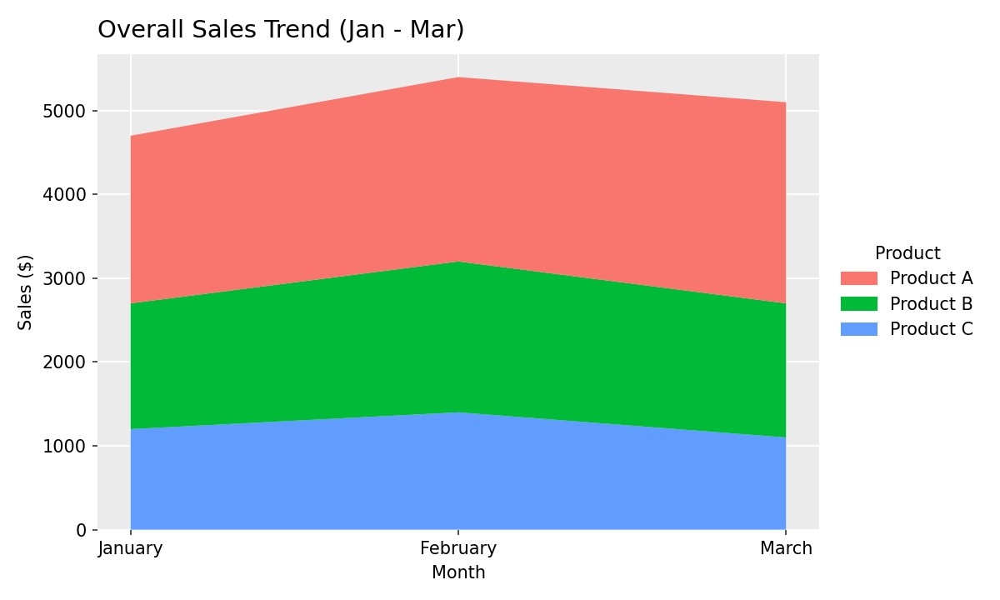 Overall Sales Trend (Jan - Mar)
5000
4000
3000
2000
1000
0
Sales ($)
January
February
March
Month
Product
Product A
Product B
Product C